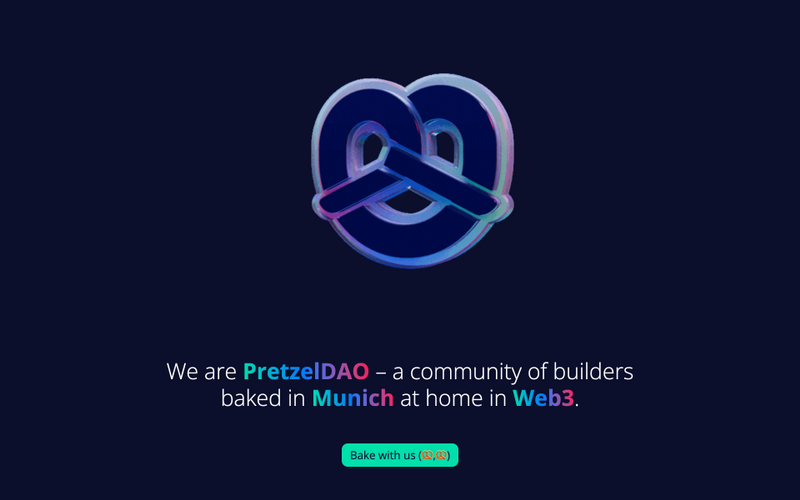 We are PretzelDAO – a community of builders
baked in Munich at home in Web3.
Bake with us (🥨,🥨)